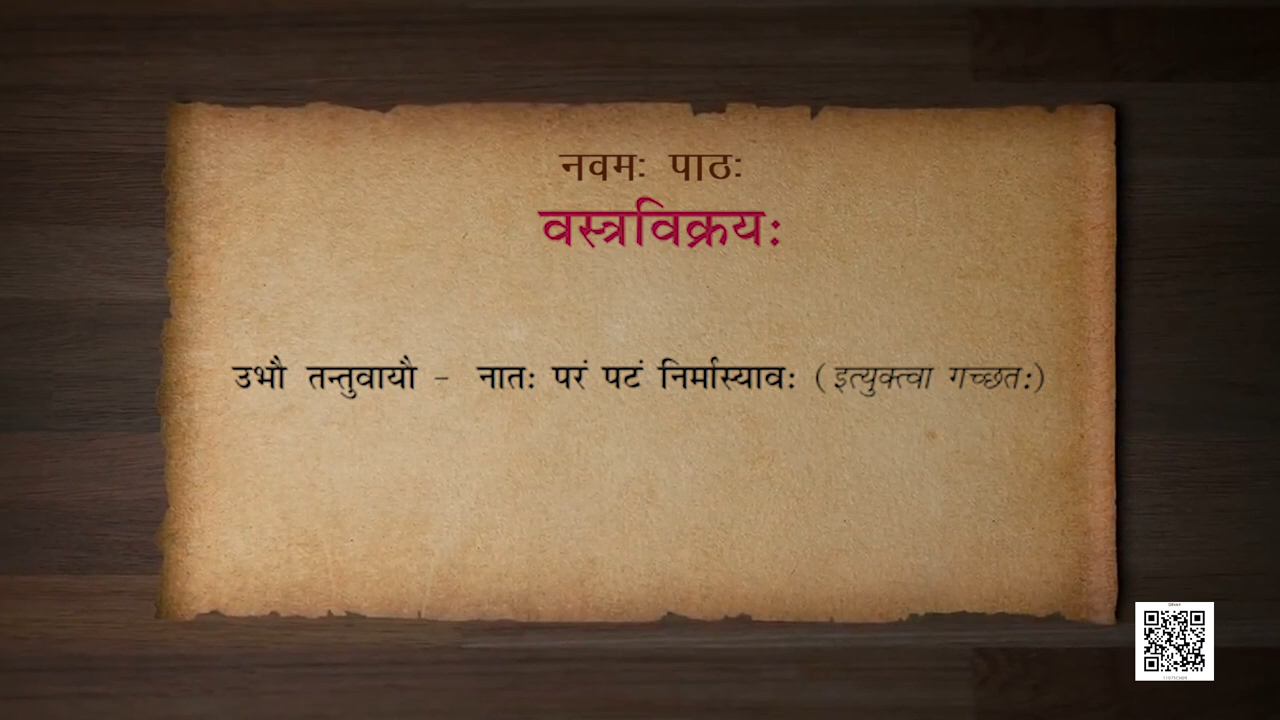 नवमः पाठः
वस्त्रविक्रयः
उभौ तन्तुवायौ - नातः परं पटं निर्मास्यावः (इत्युक्त्वा गच्छतः)